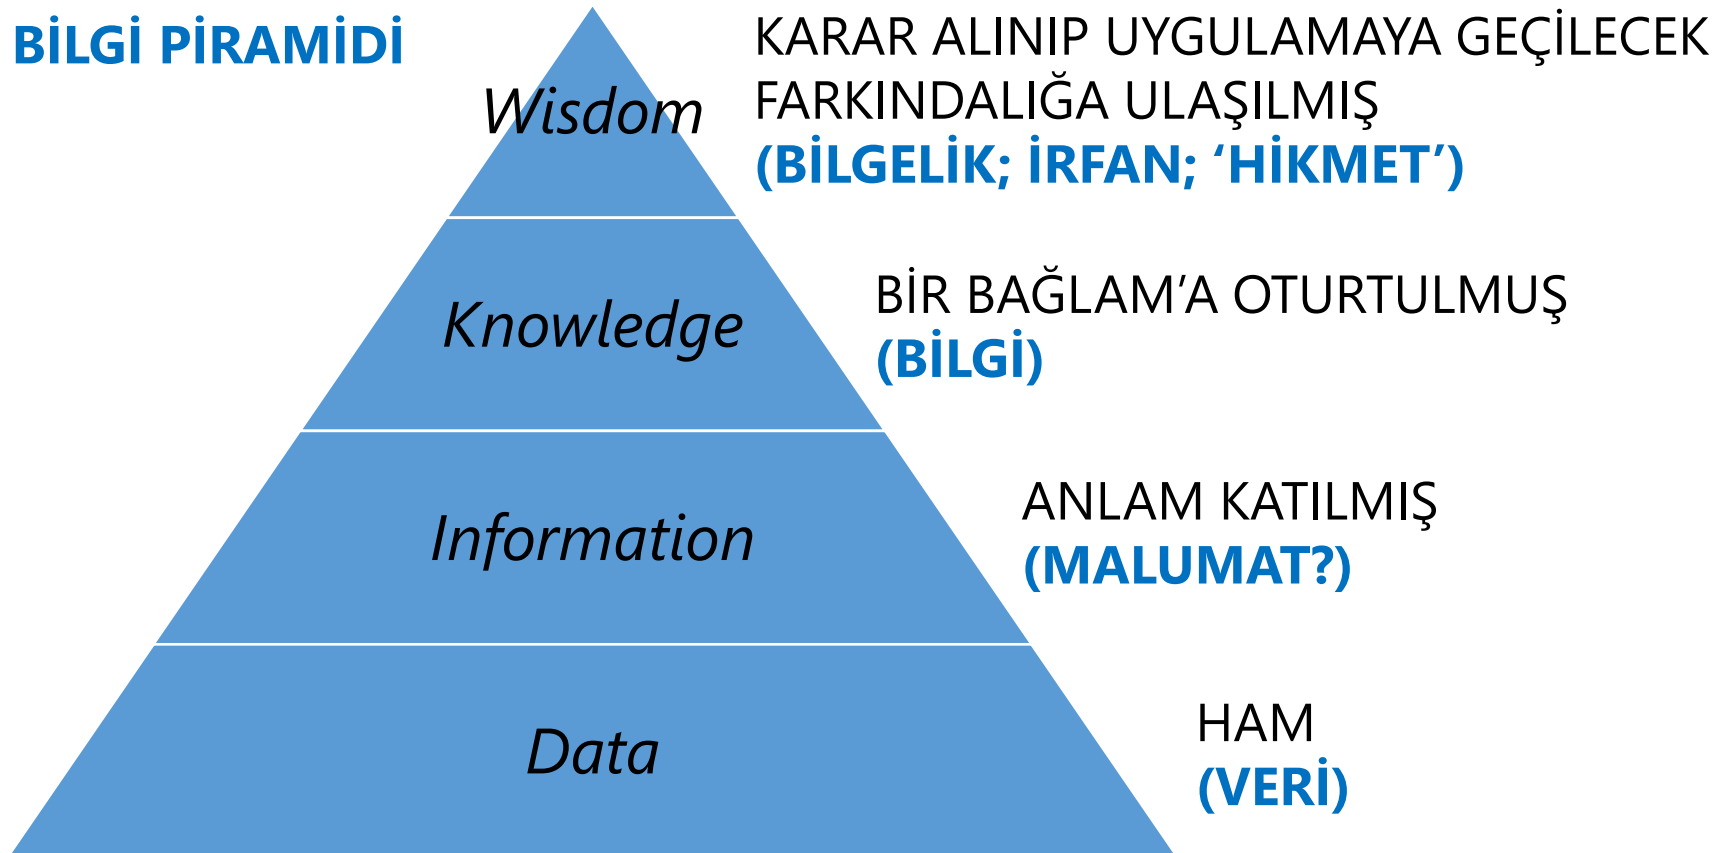 BİLGİ PİRAMİDİ
Wisdom
KARAR ALINIP UYGULAMAYA GEÇİLECEK
FARKINDALIĞA ULAŞILMIŞ
(BİLGELİK; İRFAN; ‘HİKMET’)
Knowledge
BİR BAĞLAM’A OTURTULMUŞ
(BİLGİ)
Information
ANLAM KATILMIŞ
(MALUMAT?)
Data
HAM
(VERİ)